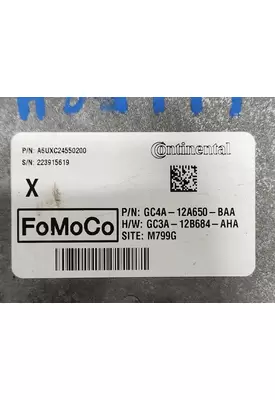 P/N: A6UXC24550200
Continental
S/N: 223915619
X
FoMoCo
P/N: GC4A-12A650-BAA
H/W: GC3A-12B684-AHA
SITE: M799G